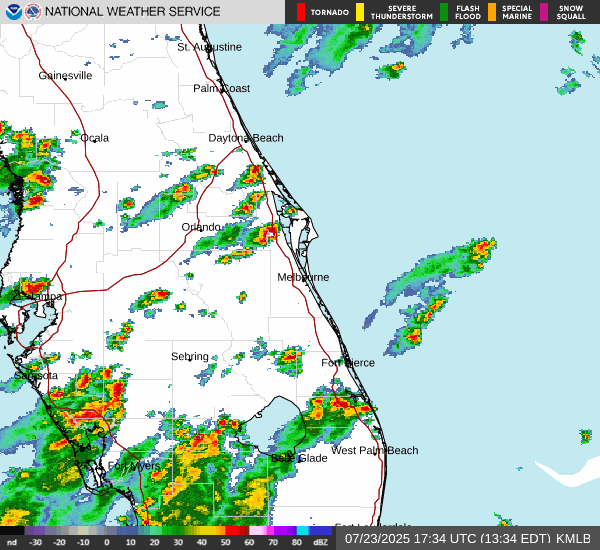 NATIONAL WEATHER SERVICE
TORNADO
SEVERE THUNDERSTORM
FLASH FLOOD
SPECIAL MARINE
SNOW SQUALL
St. Augustine
Gainesville
Palm Coast
Ocala
Daytona Beach
Orlando
Melbourne
Tampa
Sebring
Fort Pierce
Sarasota
West Palm Beach
Belle Glade
Fort Myers
Fort Lauderdale
nd -30 -20 -10 0 10 20 30 40 50 60 70 80 dBZ
07/23/2025 17:34 UTC (13:34 EDT) KMLB